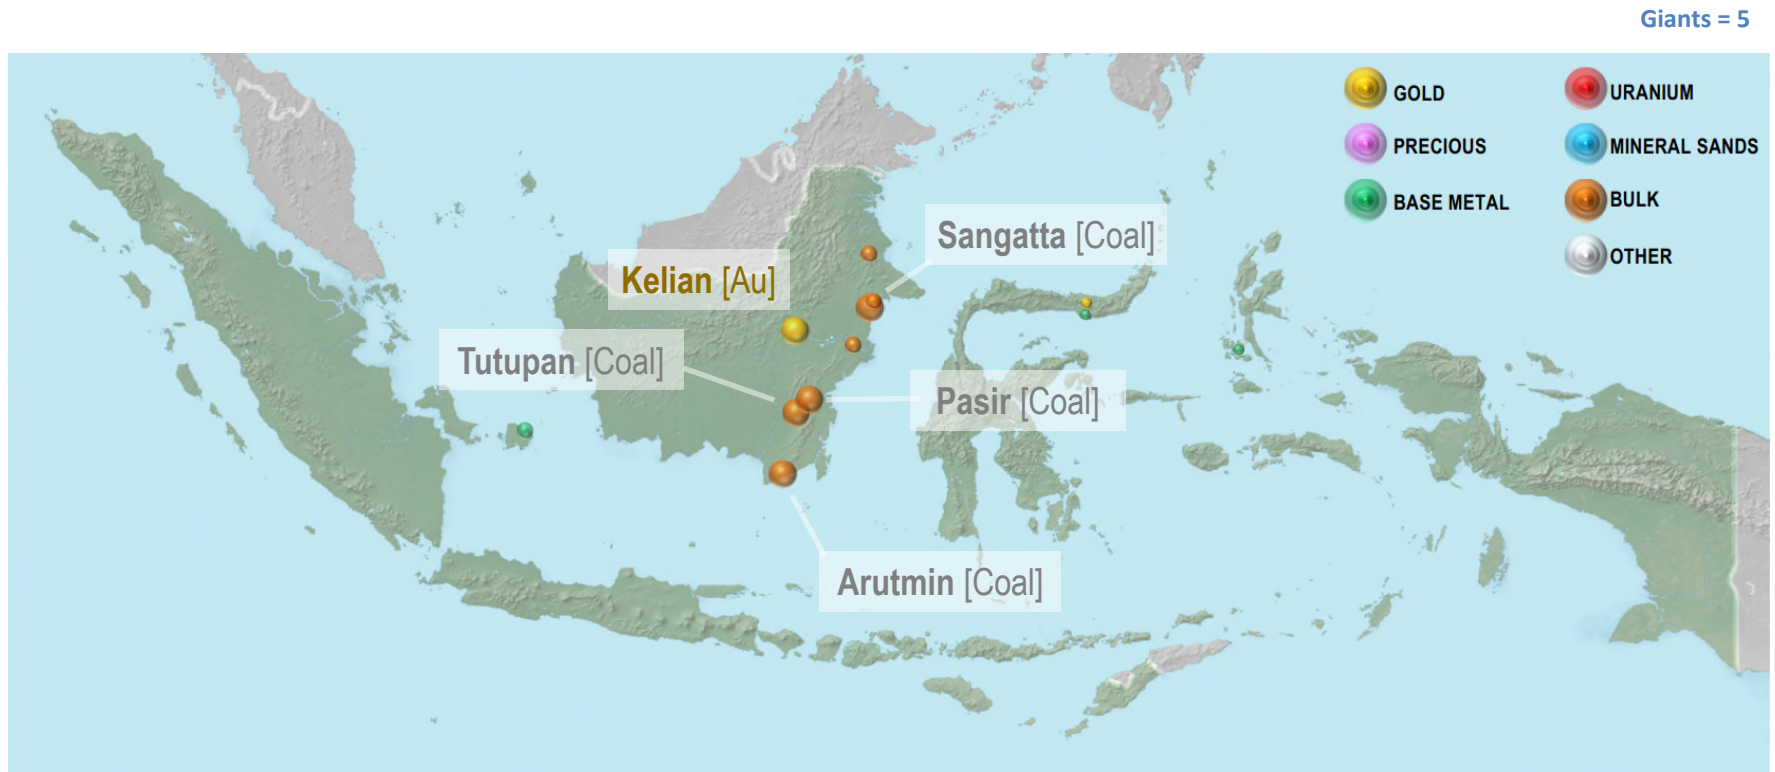 Giants = 5
GOLD
URANIUM
PRECIOUS
MINERAL SANDS
BASE METAL
BULK
OTHER
Sangatta [Coal]
Kelian [Au]
Tutupan [Coal]
Pasir [Coal]
Arutmin [Coal]